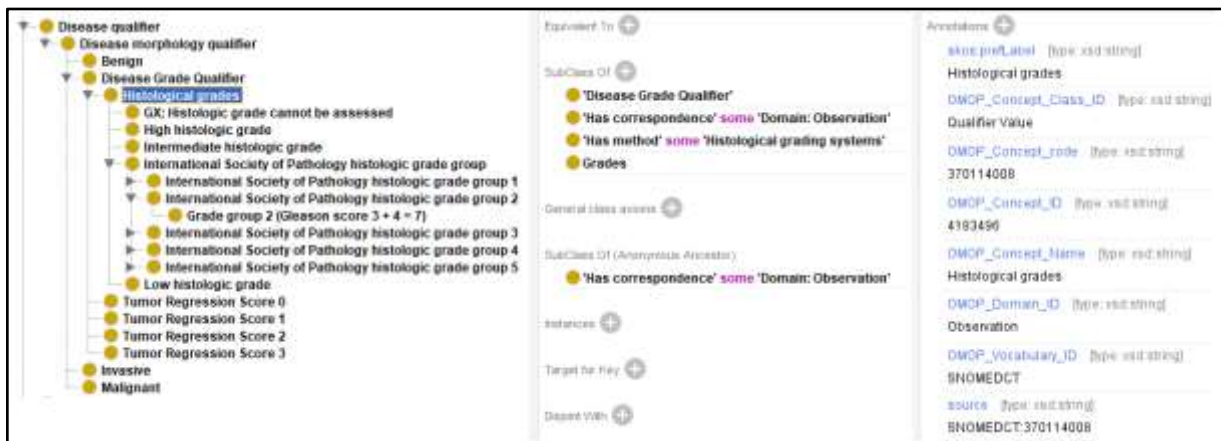 Disease qualifier
Disease morphology qualifier
Benign
Disease Grade Qualifier
Histological grades
GX: Histologic grade cannot be assessed
High histologic grade
Intermediate histologic grade
International Society of Pathology histologic grade group
International Society of Pathology histologic grade group 1
International Society of Pathology histologic grade group 2
Grade group 2 (Gleason score 3 + 4 = 7)
International Society of Pathology histologic grade group 3
International Society of Pathology histologic grade group 4
International Society of Pathology histologic grade group 5
Low histologic grade
Tumor Regression Score 0
Tumor Regression Score 1
Tumor Regression Score 2
Tumor Regression Score 3
Invasive
Malignant
Equivalent To
SubClass Of
'Disease Grade Qualifier'
'Has correspondence' some 'Domain: Observation'
'Has method' some 'Histological grading systems'
Grades
General class axioms
SubClass Of (Anonymous Ancestor)
'Has correspondence' some 'Domain: Observation'
Instances
Target for Key
Disjoint With
Annotations
skos:prefLabel [type: xsd:string]
Histological grades
OMOP_Concept_Class_ID [type: xsd:string]
Qualifier Value
OMOP_Concept_code [type: xsd:string]
370114008
OMOP_Concept_ID [type: xsd:string]
4193496
OMOP_Concept_Name [type: xsd:string]
Histological grades
OMOP_Domain_ID [type: xsd:string]
Observation
OMOP_Vocabulary_ID [type: xsd:string]
SNOMEDCT
source [type: xsd:string]
SNOMEDCT:370114008